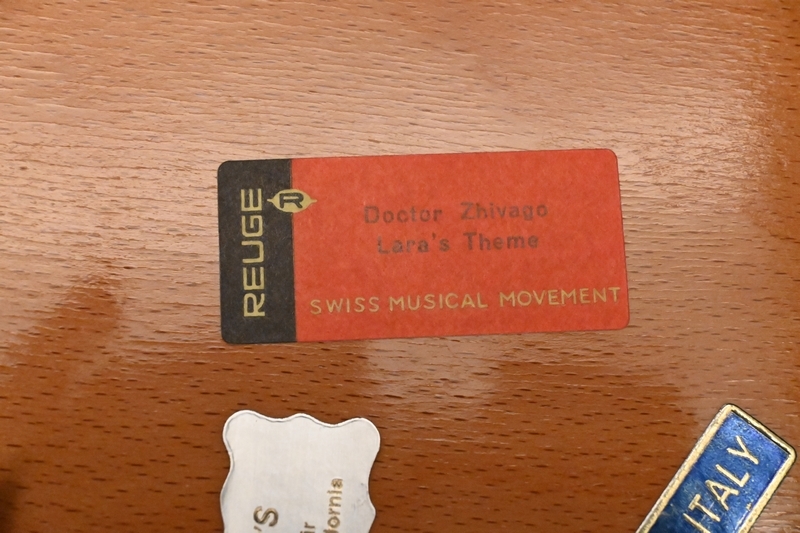 REUGE
R
Doctor Zhivago
Lara's Theme
SWISS MUSICAL MOVEMENT
'S
ITALY